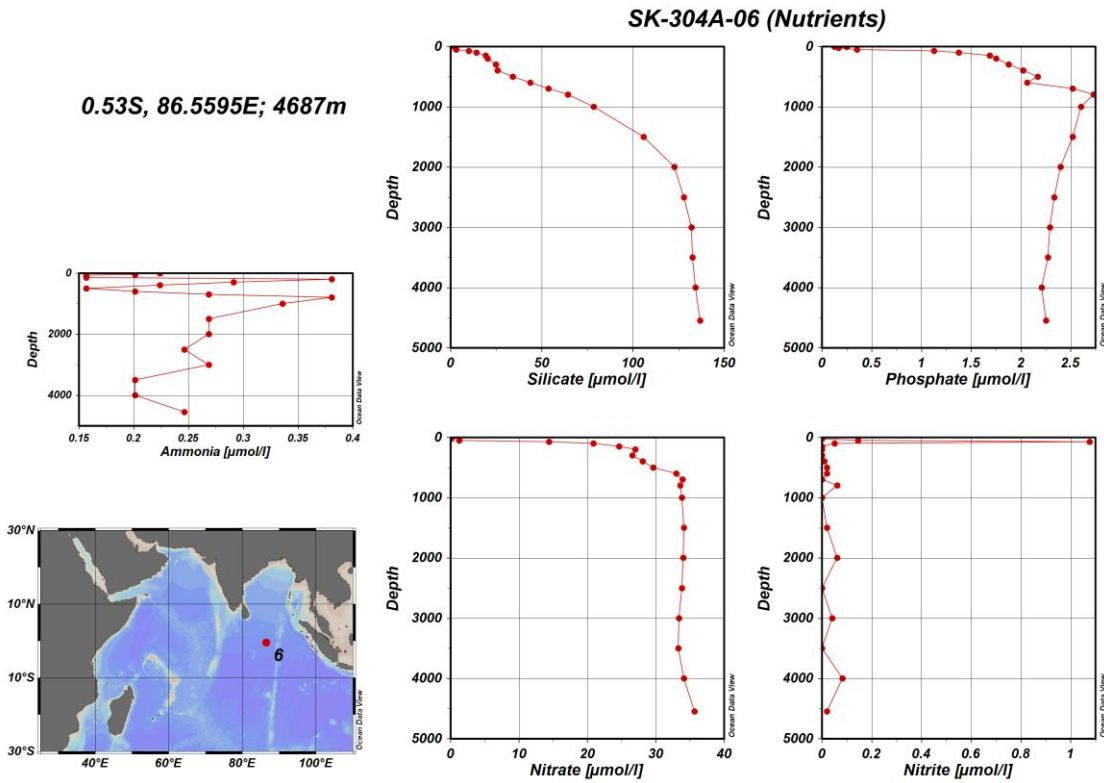 SK-304A-06 (Nutrients)
0.53S, 86.5595E; 4687m
0
1000
2000
3000
4000
5000
Depth
0
50
100
150
Silicate [µmol/l]
Ocean Data View
0
1000
2000
3000
4000
5000
Depth
0
0.5
1
1.5
2
2.5
Phosphate [µmol/l]
Ocean Data View
0
2000
4000
Depth
0.15
0.2
0.25
0.3
0.35
0.4
Ammonia [µmol/l]
Ocean Data View
0
1000
2000
3000
4000
5000
Depth
0
10
20
30
40
Nitrate [µmol/l]
Ocean Data View
0
1000
2000
3000
4000
5000
Depth
0
0.2
0.4
0.6
0.8
1
Nitrite [µmol/l]
Ocean Data View
30°N
10°N
10°S
30°S
40°E
60°E
80°E
100°E
6
Ocean Data View